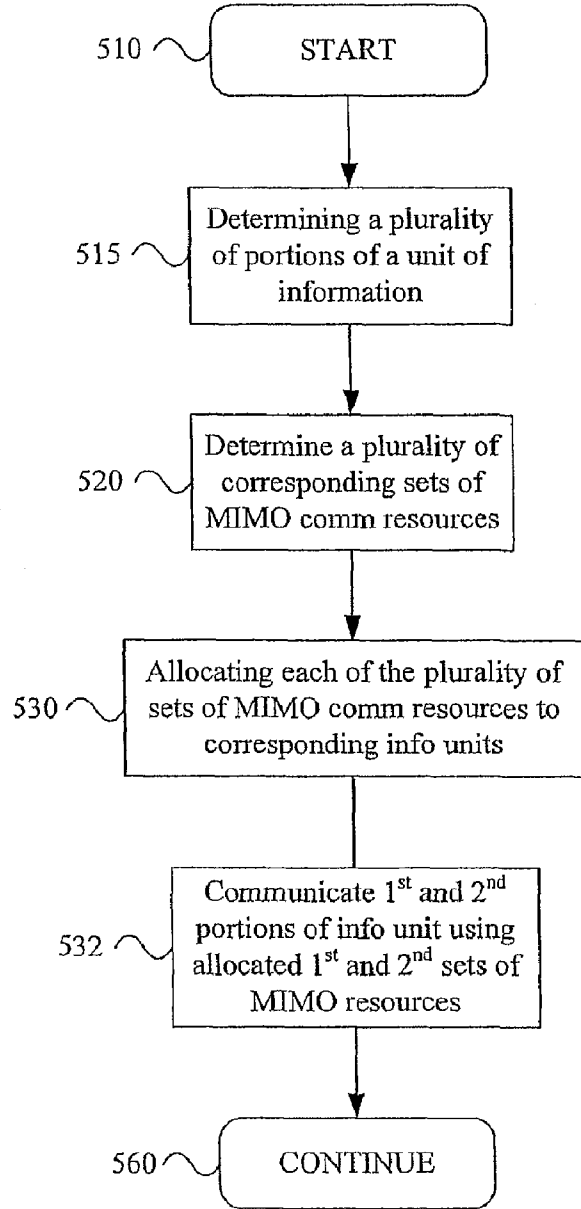 510
START
515
Determining a plurality
of portions of a unit of
information
520
Determine a plurality of
corresponding sets of
MIMO comm resources
530
Allocating each of the plurality of
sets of MIMO comm resources to
corresponding info units
532
Communicate 1st and 2nd
portions of info unit using
allocated 1st and 2nd sets of
MIMO resources
560
CONTINUE